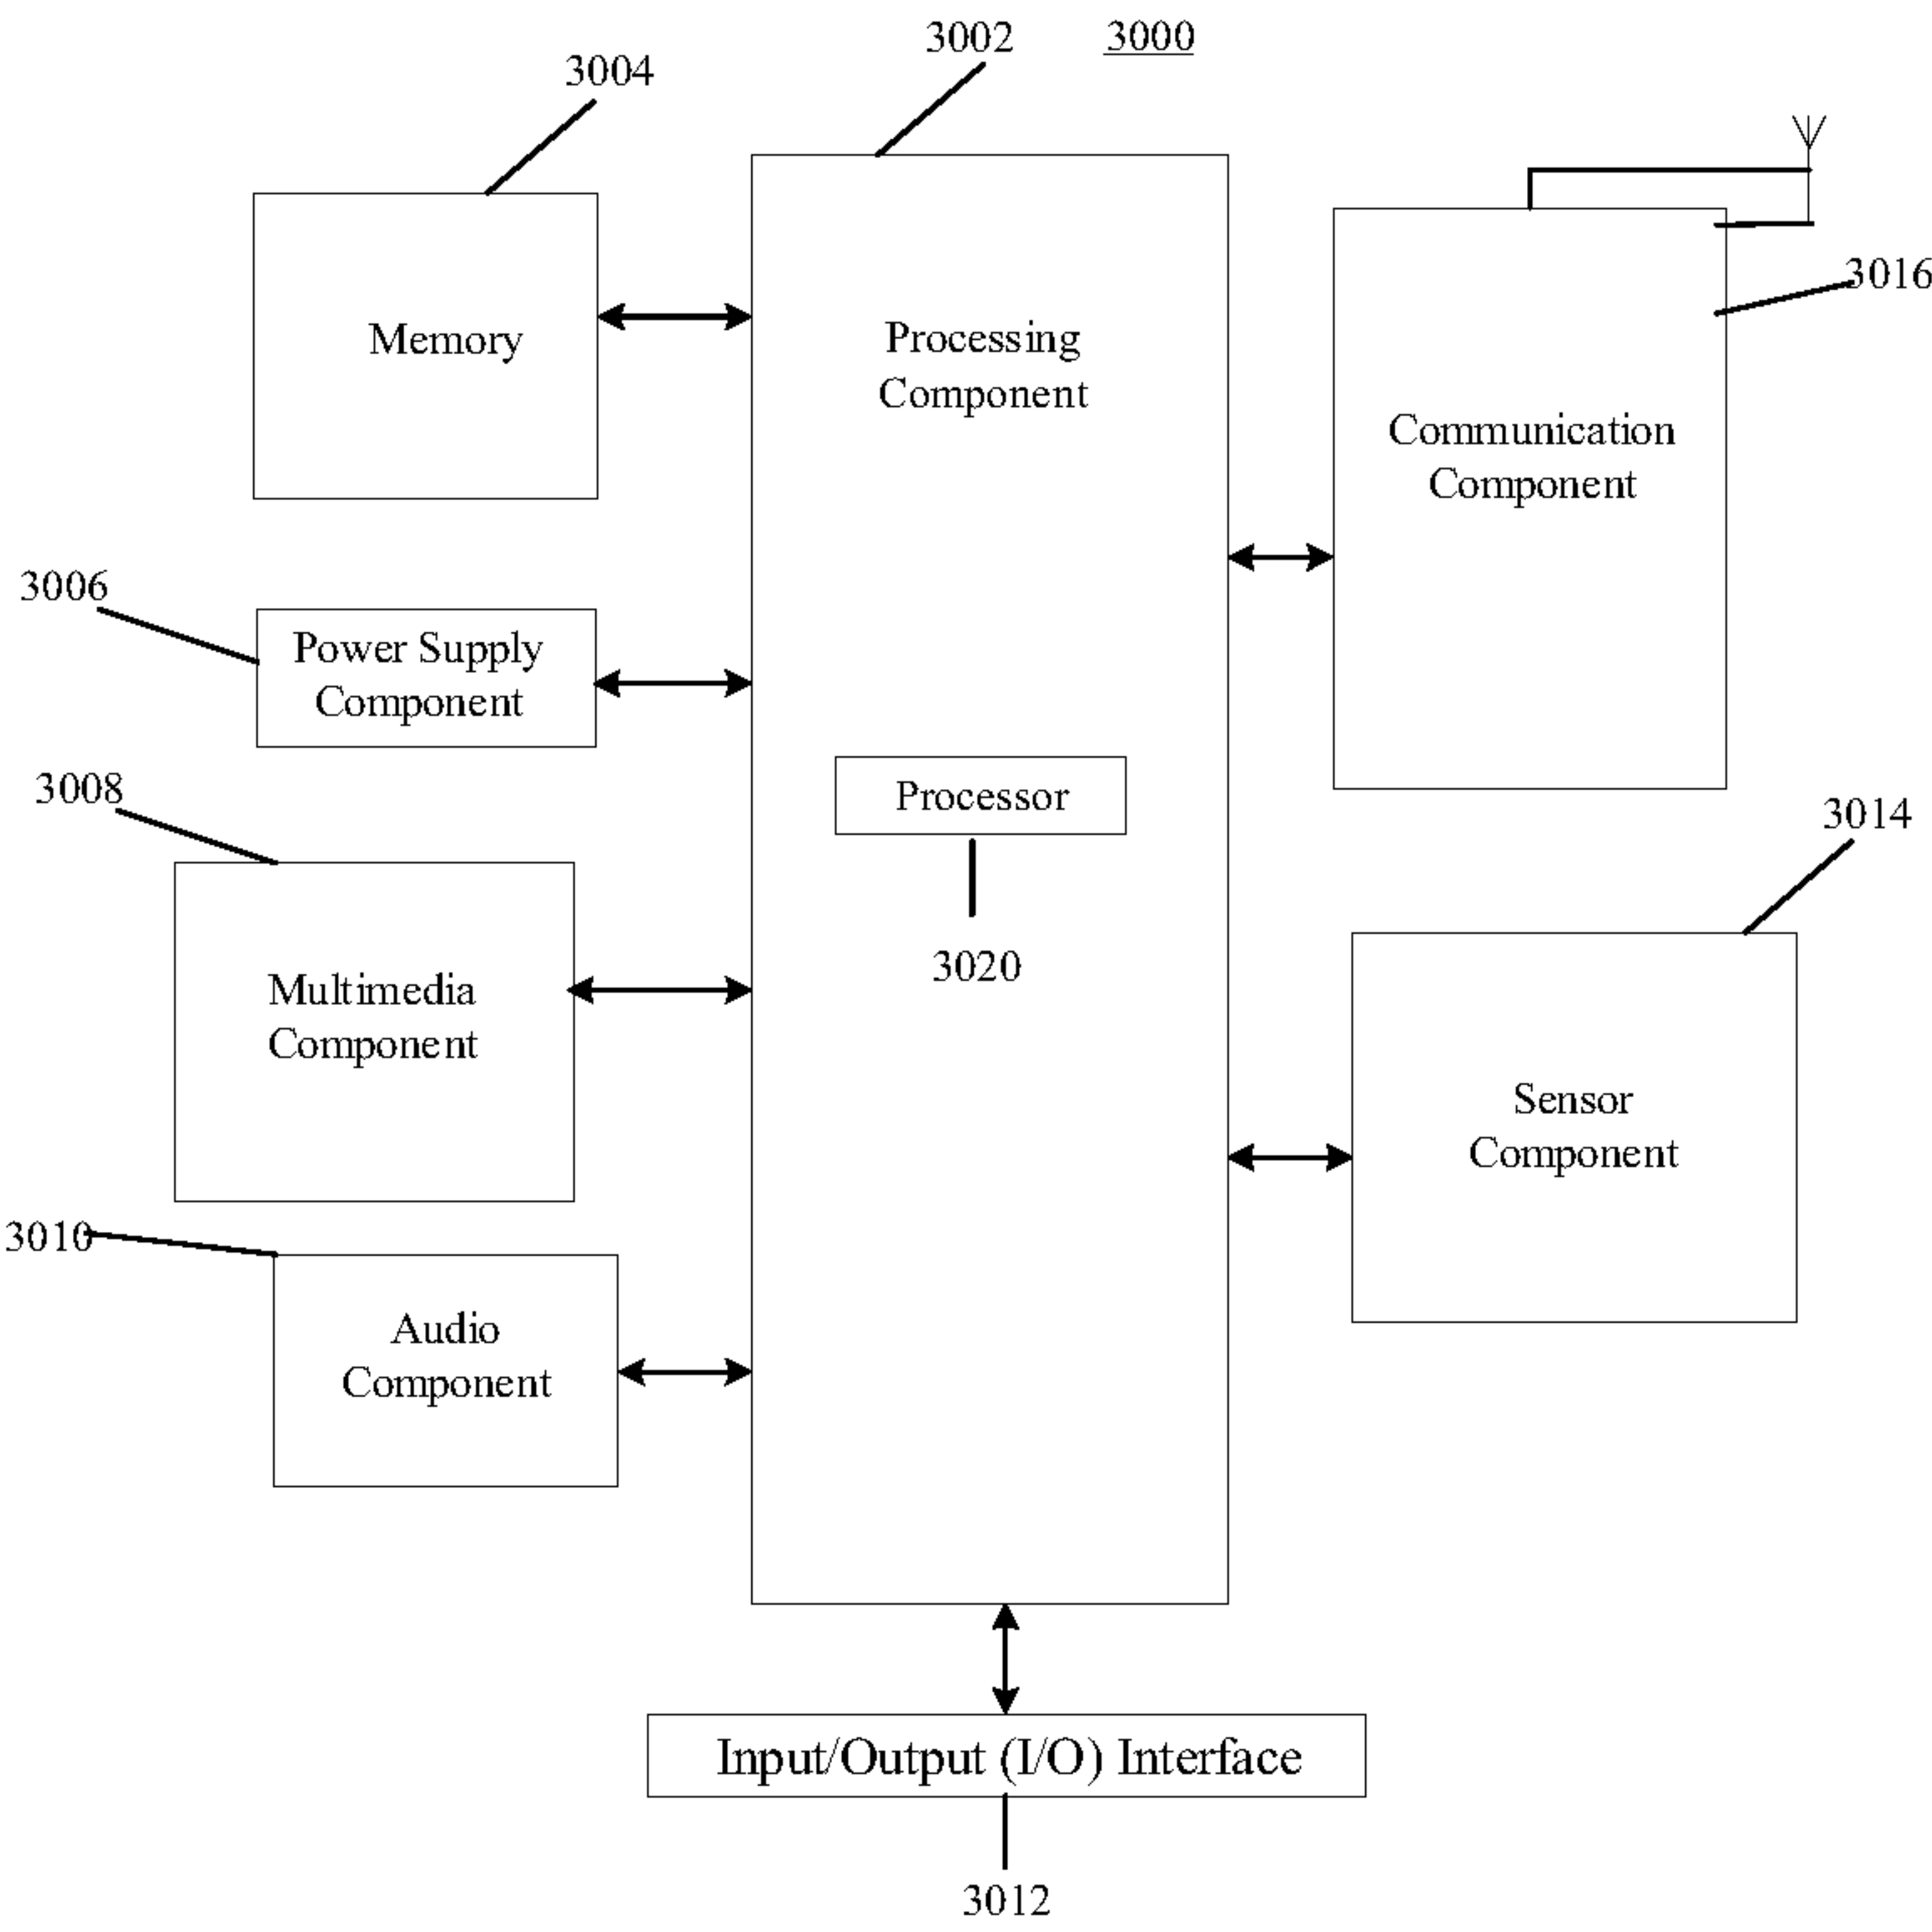 3002
3000
3004
3016
Memory
Processing
Component
Communication
Component
3006
Power Supply
Component
3008
Processor
3014
3020
Multimedia
Component
Sensor
Component
3010
Audio
Component
Input/Output (I/O) Interface
3012